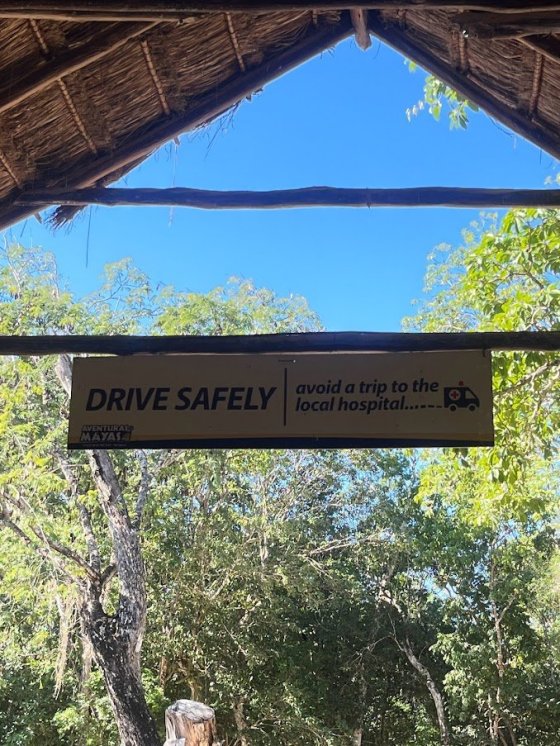 DRIVE SAFELY
avoid a trip to the
local hospital...
AVENTURAS
MAYAS